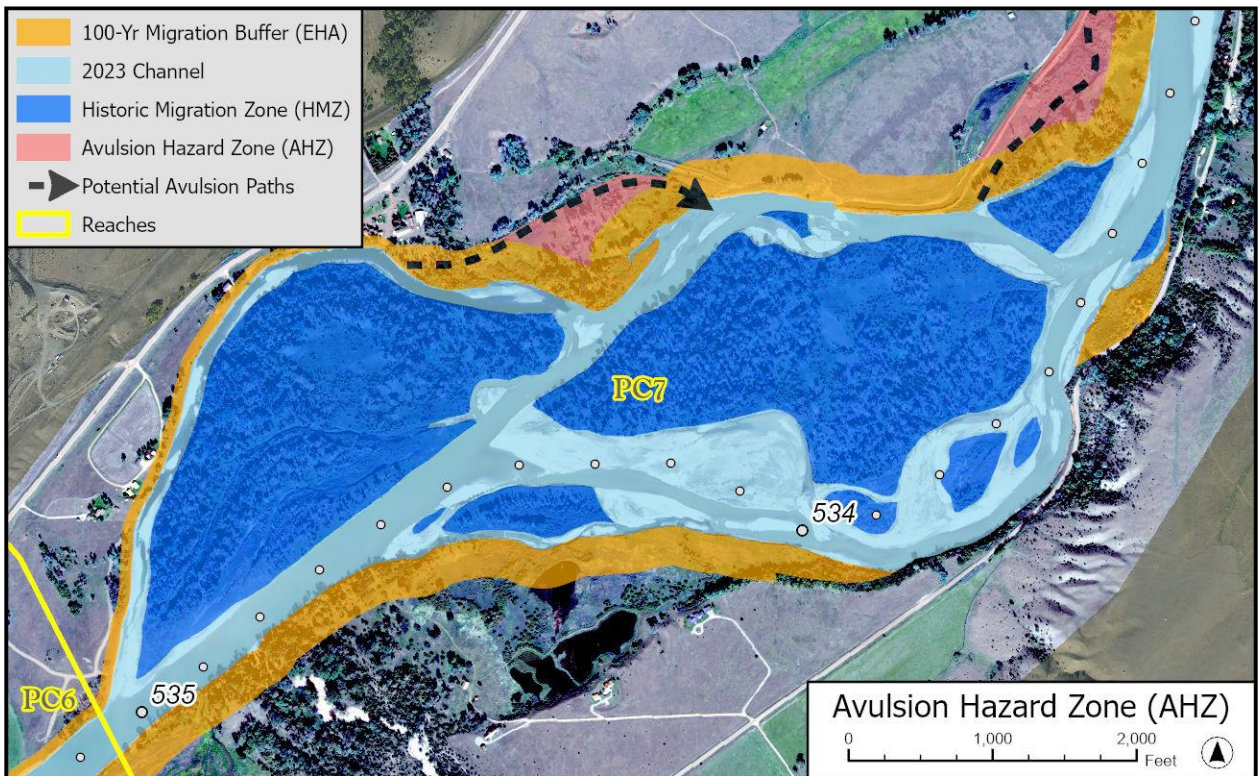 100-Yr Migration Buffer (EHA)
2023 Channel
Historic Migration Zone (HMZ)
Avulsion Hazard Zone (AHZ)
Potential Avulsion Paths
Reaches
PC7
534
535
PC6
Avulsion Hazard Zone (AHZ)
0 1,000 2,000
Feet